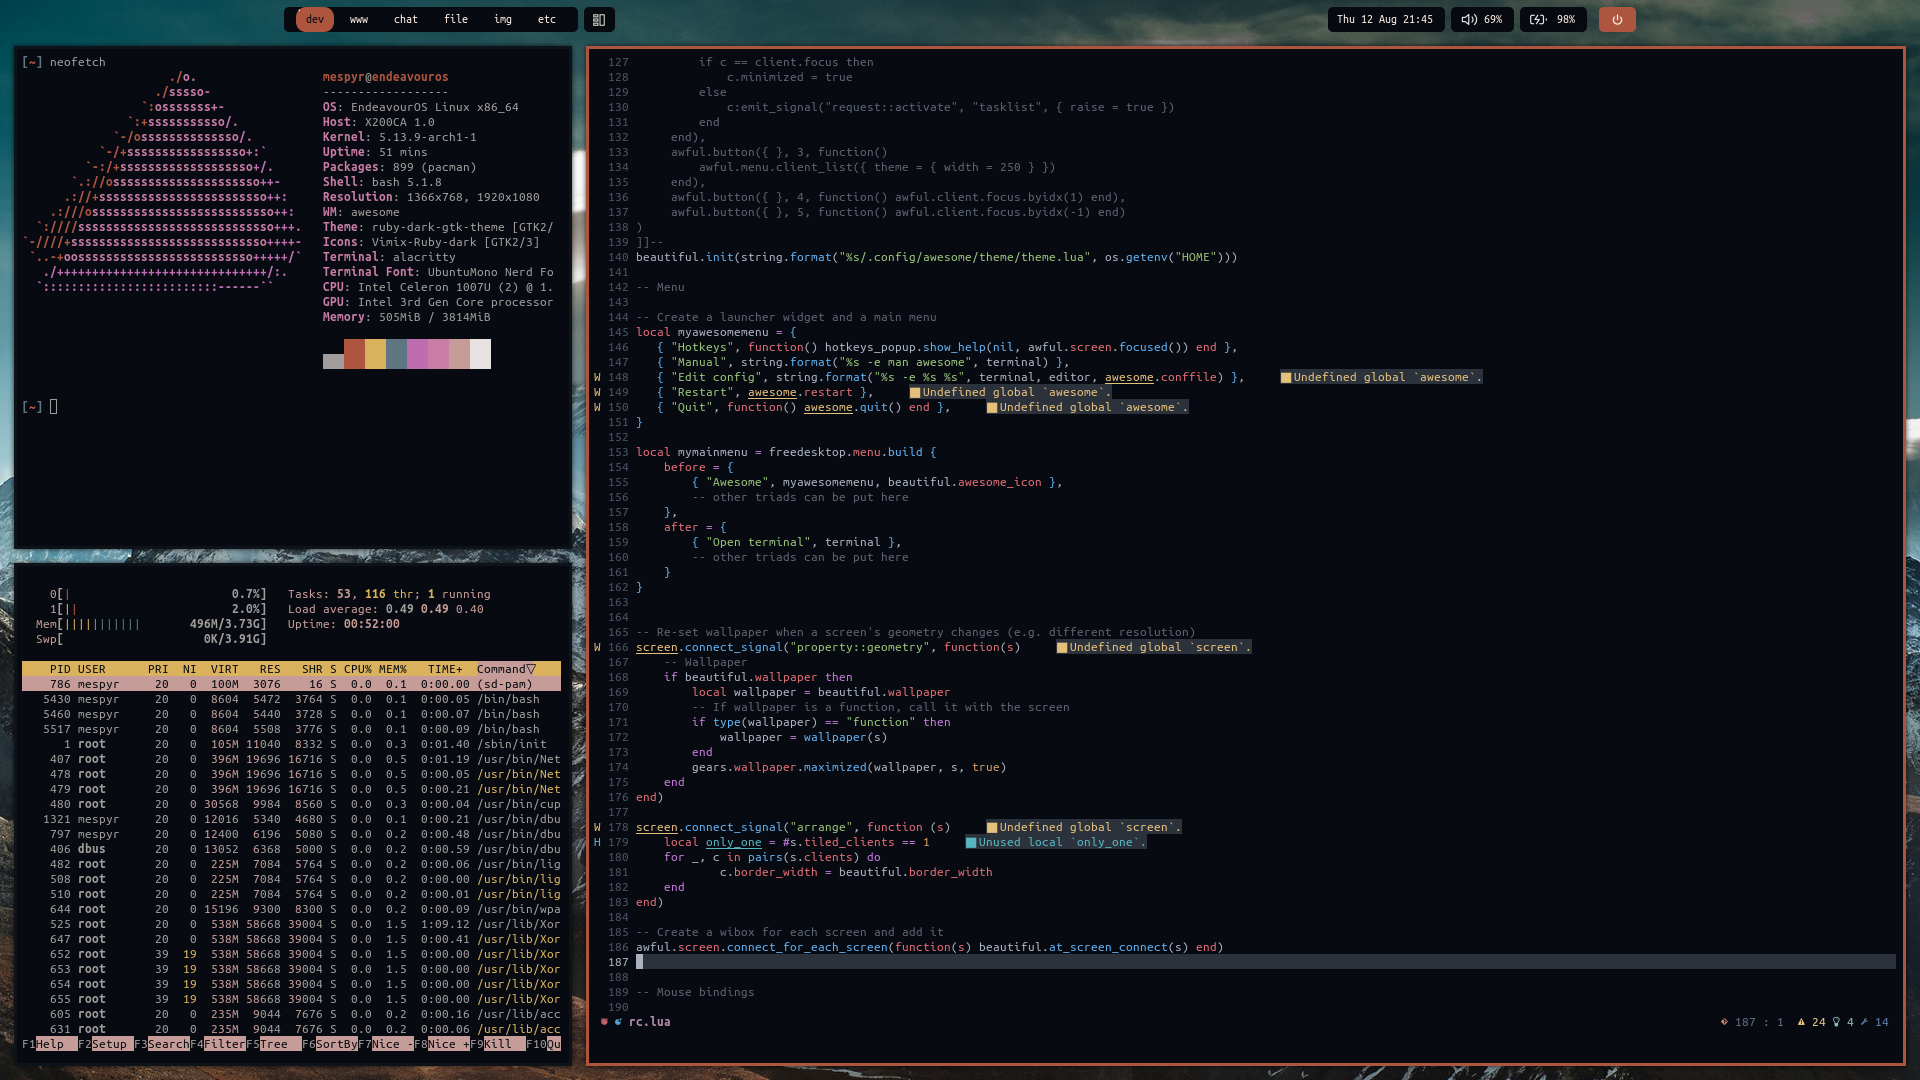 dev www chat file img etc
Thu 12 Aug 21:45 69% 98%
[~] neofetch
./o.
./sssso-
`:osssssss+-
`:+sssssssssso/.
`-/ossssssssssssso/.
`-/+sssssssssssssssso+:`
`-:/+sssssssssssssssssso+/.
`.://osssssssssssssssssssso++-
.://+ssssssssssssssssssssssso++:
.:///ossssssssssssssssssssssssso++:
`:////ssssssssssssssssssssssssssso+++.
`-////+ssssssssssssssssssssssssssso++++-
`..-+oosssssssssssssssssssssssso+++++/`
./++++++++++++++++++++++++++++++/:.
`:::::::::::::::::::::::::------``
mespyr@endeavouros
------------------
OS: EndeavourOS Linux x86_64
Host: X200CA 1.0
Kernel: 5.13.9-arch1-1
Uptime: 51 mins
Packages: 899 (pacman)
Shell: bash 5.1.8
Resolution: 1366x768, 1920x1080
WM: awesome
Theme: ruby-dark-gtk-theme [GTK2/
Icons: Vimix-Ruby-dark [GTK2/3]
Terminal: alacritty
Terminal Font: UbuntuMono Nerd Fo
CPU: Intel Celeron 1007U (2) @ 1.
GPU: Intel 3rd Gen Core processor
Memory: 505MiB / 3814MiB
[~]
0[| 0.7%] Tasks: 53, 116 thr; 1 running
1[|| 2.0%] Load average: 0.49 0.49 0.40
Mem[||||||||||| 496M/3.73G] Uptime: 00:52:00
Swp[ 0K/3.91G]
PID USER PRI NI VIRT RES SHR S CPU% MEM% TIME+ Command▽
786 mespyr 20 0 100M 3076 16 S 0.0 0.1 0:00.00 (sd-pam)
5430 mespyr 20 0 8604 5472 3764 S 0.0 0.1 0:00.05 /bin/bash
5460 mespyr 20 0 8604 5440 3728 S 0.0 0.1 0:00.07 /bin/bash
5517 mespyr 20 0 8604 5508 3776 S 0.0 0.1 0:00.09 /bin/bash
1 root 20 0 105M 11040 8332 S 0.0 0.3 0:01.40 /sbin/init
407 root 20 0 396M 19696 16716 S 0.0 0.5 0:01.19 /usr/bin/Net
478 root 20 0 396M 19696 16716 S 0.0 0.5 0:00.05 /usr/bin/Net
479 root 20 0 396M 19696 16716 S 0.0 0.5 0:00.21 /usr/bin/Net
480 root 20 0 30568 9984 8560 S 0.0 0.3 0:00.04 /usr/bin/cup
1321 mespyr 20 0 12016 5340 4680 S 0.0 0.1 0:00.21 /usr/bin/dbu
797 mespyr 20 0 12400 6196 5080 S 0.0 0.2 0:00.48 /usr/bin/dbu
406 dbus 20 0 13052 6368 5000 S 0.0 0.2 0:00.59 /usr/bin/dbu
482 root 20 0 225M 7084 5764 S 0.0 0.2 0:00.06 /usr/bin/lig
508 root 20 0 225M 7084 5764 S 0.0 0.2 0:00.00 /usr/bin/lig
510 root 20 0 225M 7084 5764 S 0.0 0.2 0:00.01 /usr/bin/lig
644 root 20 0 15196 9300 8300 S 0.0 0.2 0:00.09 /usr/bin/wpa
525 root 20 0 538M 58668 39004 S 0.0 1.5 1:09.12 /usr/lib/Xor
647 root 20 0 538M 58668 39004 S 0.0 1.5 0:00.41 /usr/lib/Xor
652 root 39 19 538M 58668 39004 S 0.0 1.5 0:00.00 /usr/lib/Xor
653 root 39 19 538M 58668 39004 S 0.0 1.5 0:00.00 /usr/lib/Xor
654 root 39 19 538M 58668 39004 S 0.0 1.5 0:00.00 /usr/lib/Xor
655 root 39 19 538M 58668 39004 S 0.0 1.5 0:00.00 /usr/lib/Xor
605 root 20 0 235M 9044 7676 S 0.0 0.2 0:00.16 /usr/lib/acc
631 root 20 0 235M 9044 7676 S 0.0 0.2 0:00.06 /usr/lib/acc
F1Help F2Setup F3SearchF4FilterF5Tree F6SortByF7Nice -F8Nice +F9Kill F10Qu
127 if c == client.focus then
128 c.minimized = true
129 else
130 c:emit_signal("request::activate", "tasklist", { raise = true })
131 end
132 end),
133 awful.button({ }, 3, function()
134 awful.menu.client_list({ theme = { width = 250 } })
135 end),
136 awful.button({ }, 4, function() awful.client.focus.byidx(1) end),
137 awful.button({ }, 5, function() awful.client.focus.byidx(-1) end)
138 )
139 ]]--
140 beautiful.init(string.format("%s/.config/awesome/theme/theme.lua", os.getenv("HOME")))
141
142 -- Menu
143
144 -- Create a launcher widget and a main menu
145 local myawesomemenu = {
146 { "Hotkeys", function() hotkeys_popup.show_help(nil, awful.screen.focused()) end },
147 { "Manual", string.format("%s -e man awesome", terminal) },
W 148 { "Edit config", string.format("%s -e %s %s", terminal, editor, awesome.conffile) }, Undefined global `awesome`.
W 149 { "Restart", awesome.restart }, Undefined global `awesome`.
W 150 { "Quit", function() awesome.quit() end }, Undefined global `awesome`.
151 }
152
153 local mymainmenu = freedesktop.menu.build {
154 before = {
155 { "Awesome", myawesomemenu, beautiful.awesome_icon },
156 -- other triads can be put here
157 },
158 after = {
159 { "Open terminal", terminal },
160 -- other triads can be put here
161 }
162 }
163
164
165 -- Re-set wallpaper when a screen's geometry changes (e.g. different resolution)
W 166 screen.connect_signal("property::geometry", function(s) Undefined global `screen`.
167 -- Wallpaper
168 if beautiful.wallpaper then
169 local wallpaper = beautiful.wallpaper
170 -- If wallpaper is a function, call it with the screen
171 if type(wallpaper) == "function" then
172 wallpaper = wallpaper(s)
173 end
174 gears.wallpaper.maximized(wallpaper, s, true)
175 end
176 end)
177
W 178 screen.connect_signal("arrange", function (s) Undefined global `screen`.
H 179 local only_one = #s.tiled_clients == 1 Unused local `only_one`.
180 for _, c in pairs(s.clients) do
181 c.border_width = beautiful.border_width
182 end
183 end)
184
185 -- Create a wibox for each screen and add it
186 awful.screen.connect_for_each_screen(function(s) beautiful.at_screen_connect(s) end)
187
188
189 -- Mouse bindings
190
rc.lua 187 : 1 24 4 14